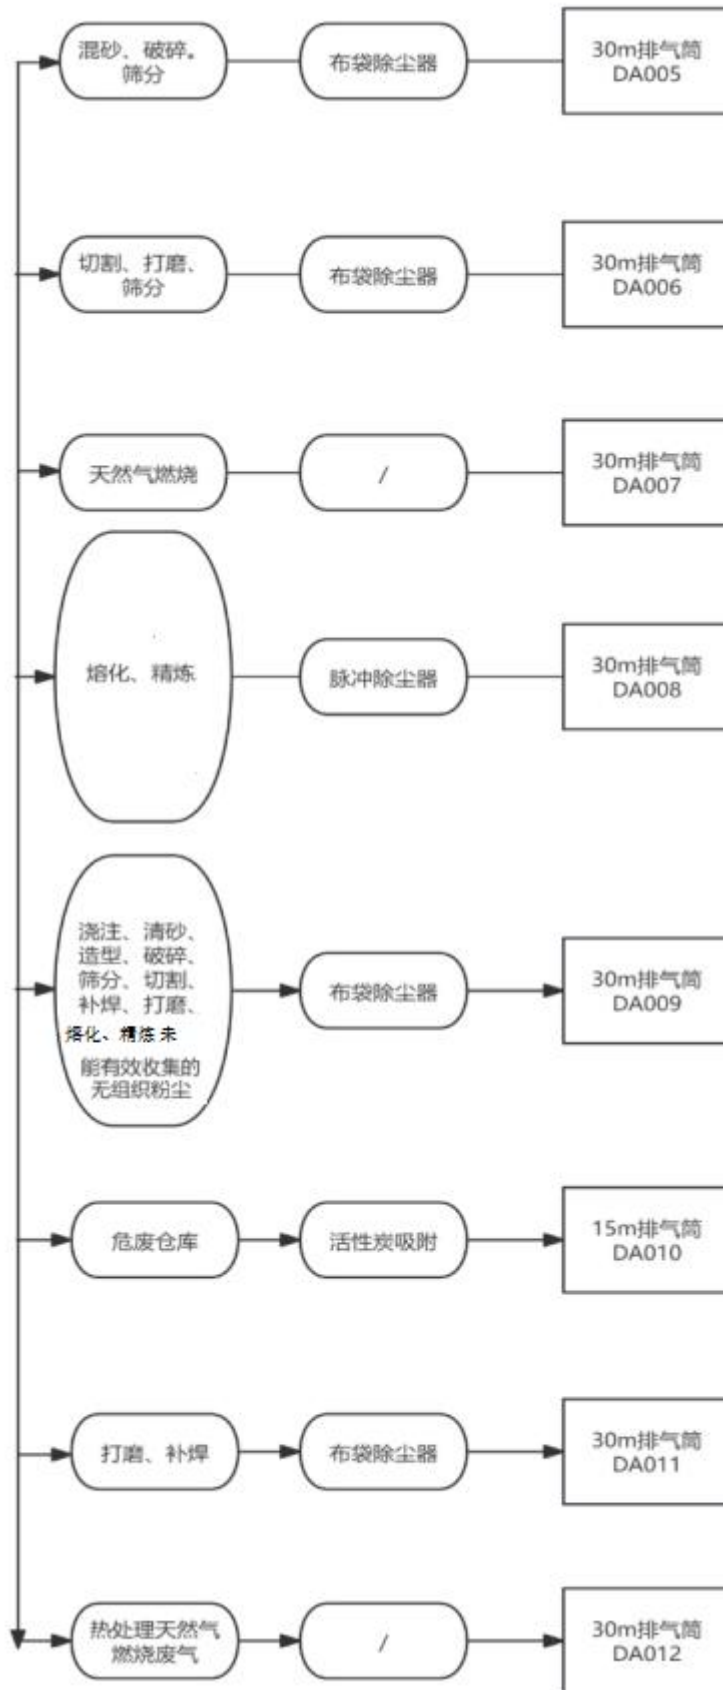 混砂、破碎。
筛分
布袋除尘器
30m排气筒
DA005
切割、打磨、
筛分
布袋除尘器
30m排气筒
DA006
天然气燃烧
/
30m排气筒
DA007
熔化、精炼
脉冲除尘器
30m排气筒
DA008
浇注、清砂、
造型、破碎、
筛分、切割、
补焊、打磨、
熔化、精炼未
能有效收集的
无组织粉尘
布袋除尘器
30m排气筒
DA009
危废仓库
活性炭吸附
15m排气筒
DA010
打磨、补焊
布袋除尘器
30m排气筒
DA011
热处理天然气
燃烧废气
/
30m排气筒
DA012